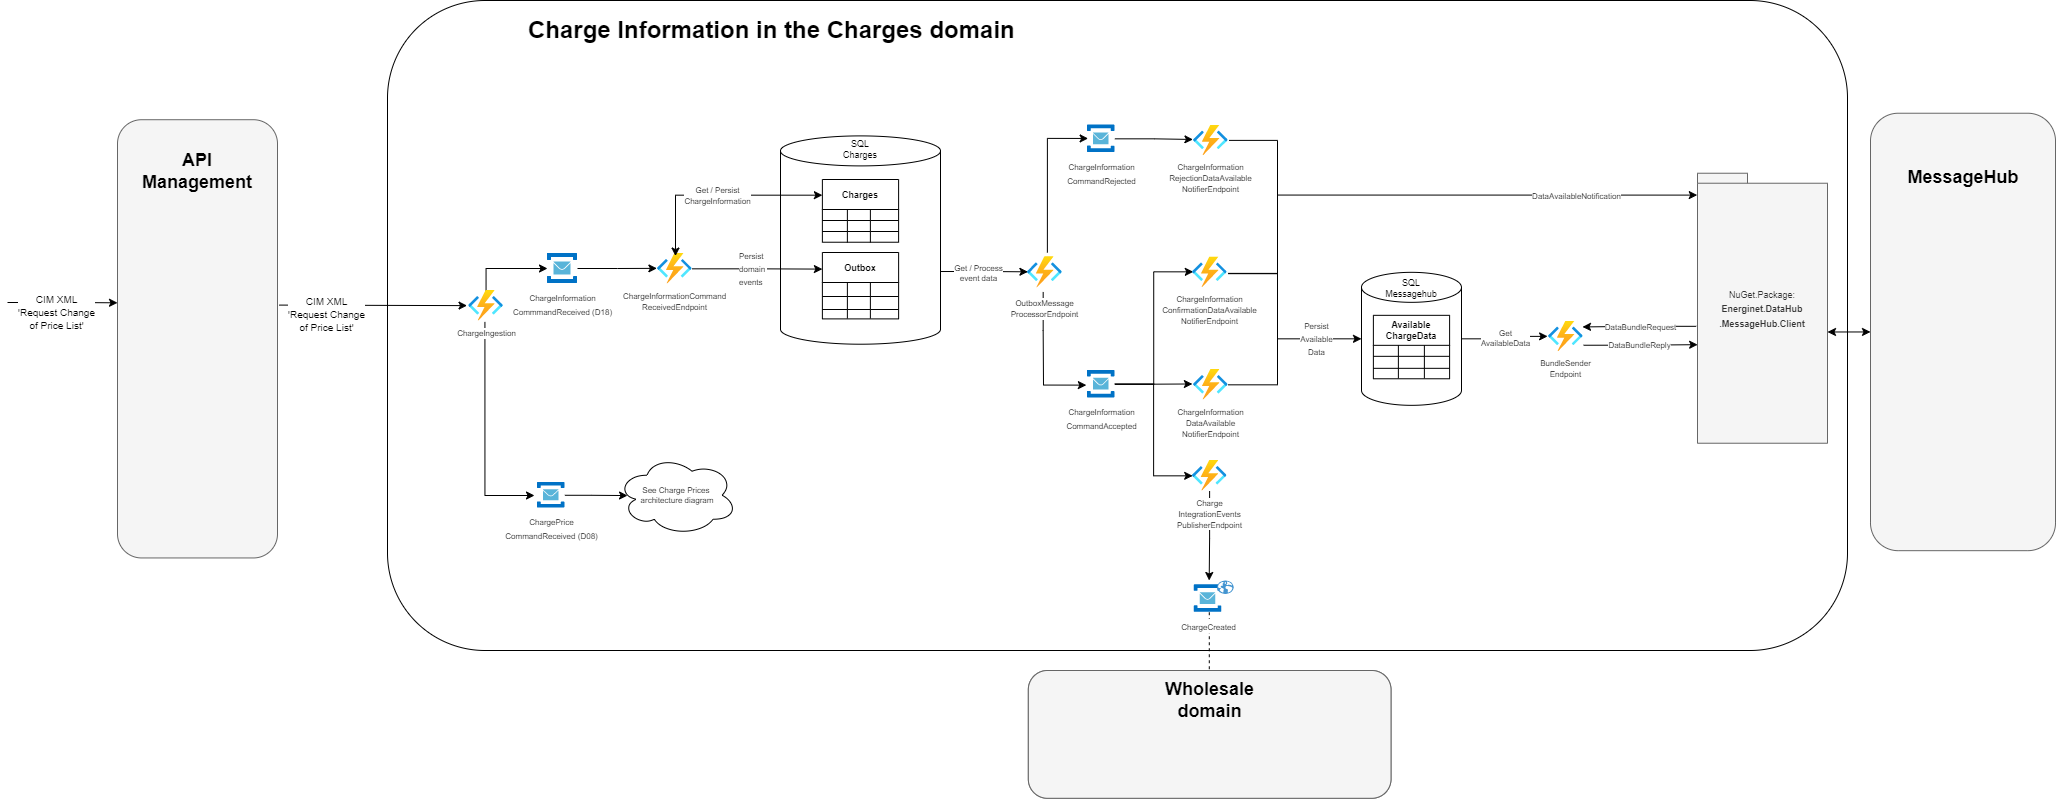 Charge Information in the Charges domain
API
Management
MessageHub
CIM XML
'Request Change
of Price List'
CIM XML
'Request Change
of Price List'
ChargeIngestion
ChargeInformation
CommmandReceived (D18)
ChargeInformationCommand
ReceivedEndpoint
Get / Persist
ChargeInformation
Persist
domain
events
SQL
Charges
Charges
Outbox
Get / Process
event data
OutboxMessage
ProcessorEndpoint
ChargeInformation
CommandRejected
ChargeInformation
RejectionDataAvailable
NotifierEndpoint
ChargeInformation
ConfirmationDataAvailable
NotifierEndpoint
ChargeInformation
CommandAccepted
ChargeInformation
DataAvailable
NotifierEndpoint
Charge
IntegrationEvents
PublisherEndpoint
ChargeCreated
DataAvailableNotification
Persist
Available
Data
SQL
Messagehub
Available
ChargeData
Get
AvailableData
BundleSender
Endpoint
DataBundleRequest
DataBundleReply
NuGet.Package:
Energinet.DataHub
.MessageHub.Client
ChargePrice
CommandReceived (D08)
See Charge Prices
architecture diagram
Wholesale
domain